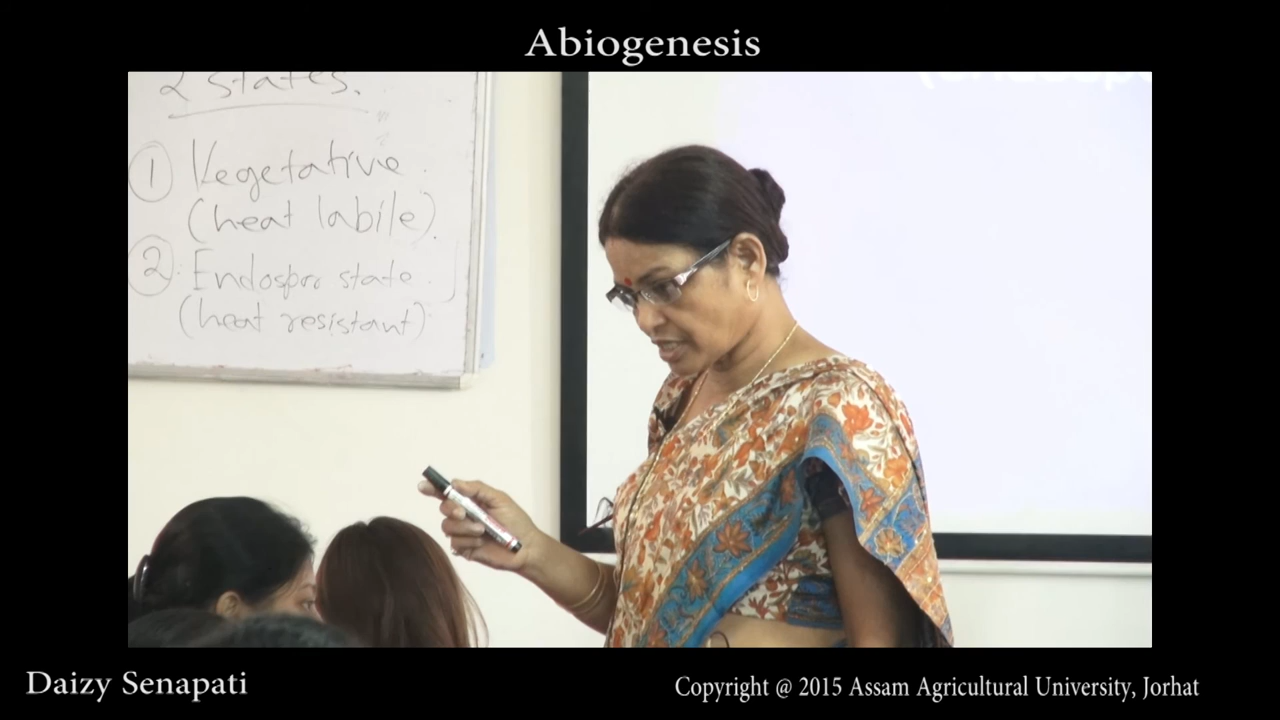 Abiogenesis
2 states.
① Vegetative.
(heat labile).
②. Endospor state.
(heat resistant)
Daizy Senapati
Copyright @ 2015 Assam Agricultural University, Jorhat